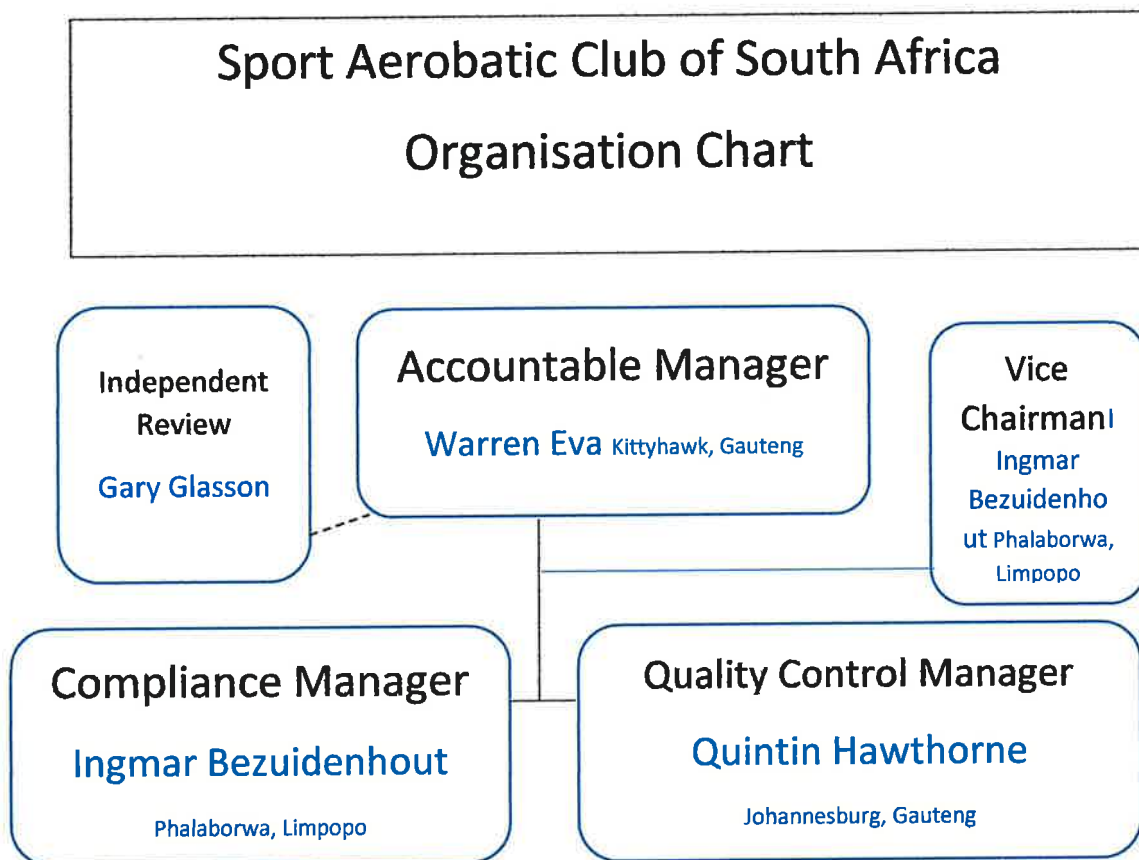 Sport Aerobatic Club of South Africa
Organisation Chart
Independent
Review
Gary Glasson
Accountable Manager
Warren Eva Kittyhawk, Gauteng
Vice
ChairmanI
Ingmar
Bezuidenho
ut Phalaborwa,
Limpopo
Compliance Manager
Ingmar Bezuidenhout
Phalaborwa, Limpopo
Quality Control Manager
Quintin Hawthorne
Johannesburg, Gauteng